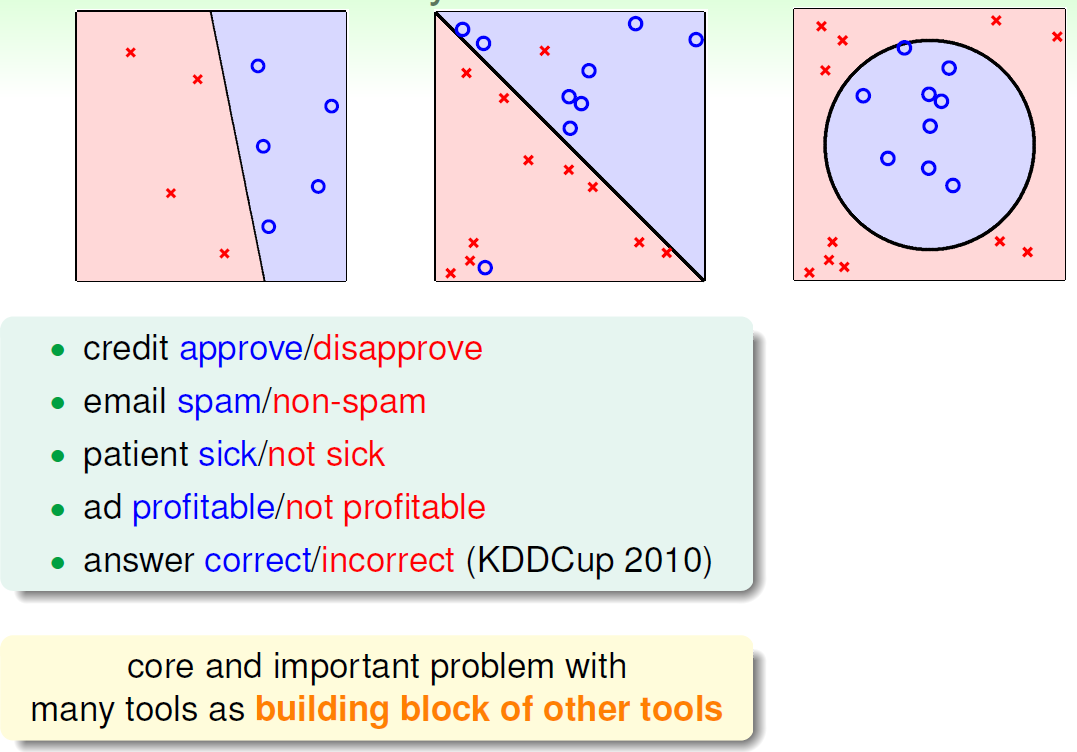 credit approve/disapprove
email spam/non-spam
patient sick/not sick
ad profitable/not profitable
answer correct/incorrect (KDDCup 2010)
core and important problem with
many tools as building block of other tools